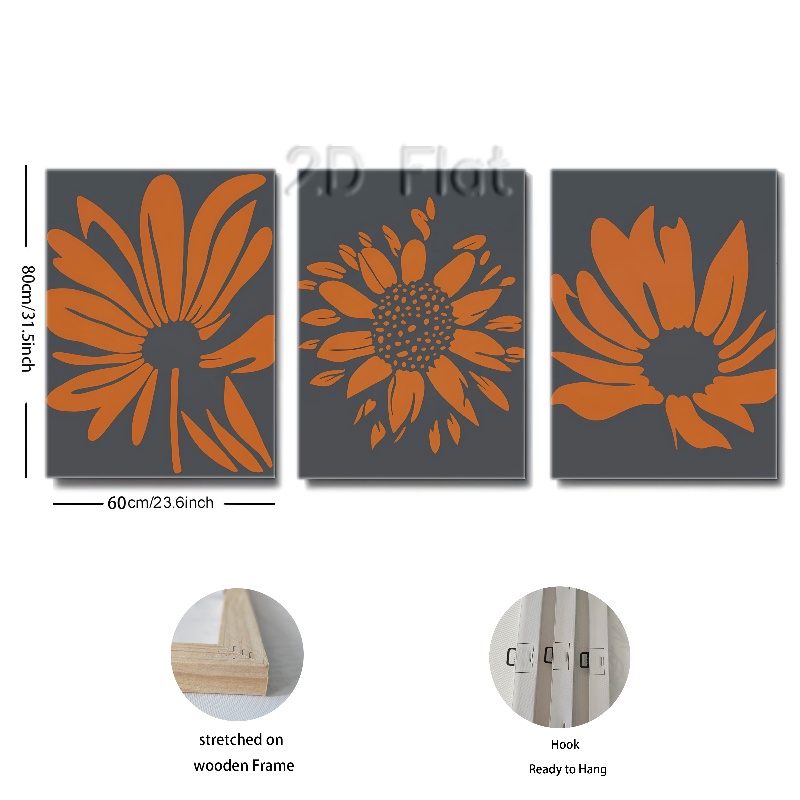 2D Flat
80cm/31.5inch
60cm/23.6inch
stretched on
wooden Frame
Hook
Ready to Hang